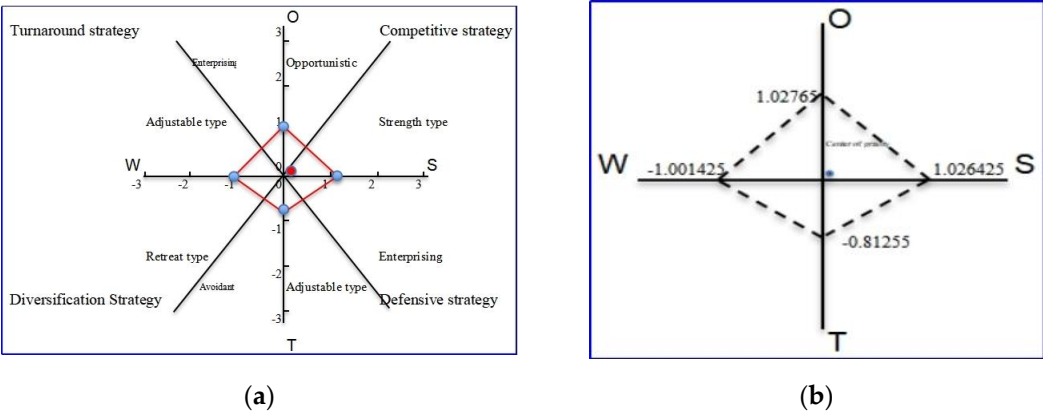 O
Turnaround strategy
Competitive strategy
3
Enterprising
Opportunistic
2
Adjustable type
1
Strength type
W
0
S
-3
-2
-1
0
1
2
3
-1
Retreat type
Enterprising
-2
Avoidant
Adjustable type
Diversification Strategy
Defensive strategy
-3
T
(a)
O
1.02765
Center of gravity
W
-1.001425
1.026425
S
-0.81255
T
(b)